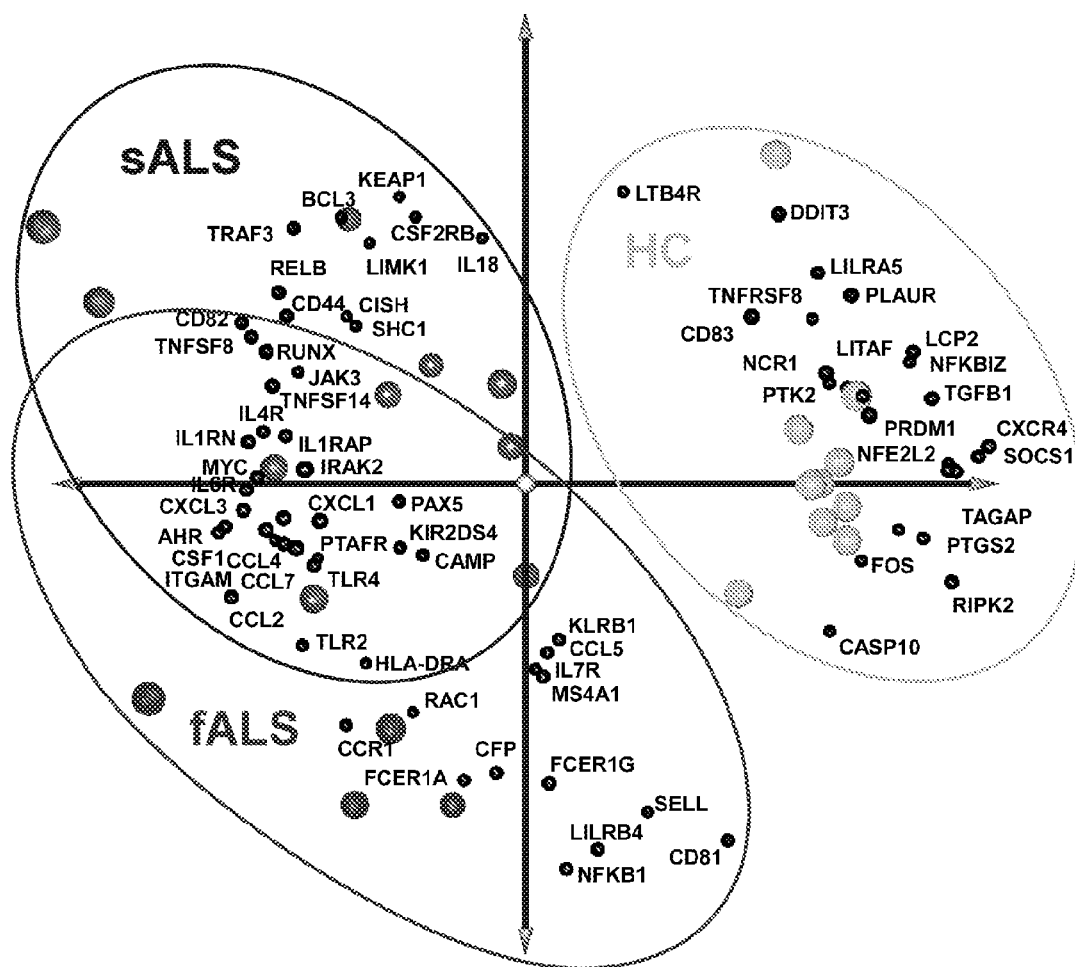 sALS
KEAP1
BCL3
TRAF3
CSF2RB
LIMK1
IL18
RELB
CD44
CISH
CD82
SHC1
TNFSF8
RUNX
JAK3
TNFSF14
IL4R
IL1RN
IL1RAP
MYC
IRAK2
IL6R
CXCL3
CXCL1
PAX5
AHR
PTAFR
KIR2DS4
CSF1
CCL4
CAMP
ITGAM
CCL7
TLR4
CCL2
TLR2
HLA-DRA
fALS
RAC1
CCR1
CFP
FCER1A
KLRB1
CCL5
IL7R
MS4A1
FCER1G
SELL
LILRB4
CD81
NFKB1
HC
LTB4R
DDIT3
LILRA5
TNFRSF8
PLAUR
CD83
LCP2
LITAF
NFKBIZ
NCR1
PTK2
TGFB1
PRDM1
CXCR4
NFE2L2
SOCS1
TAGAP
PTGS2
FOS
RIPK2
CASP10